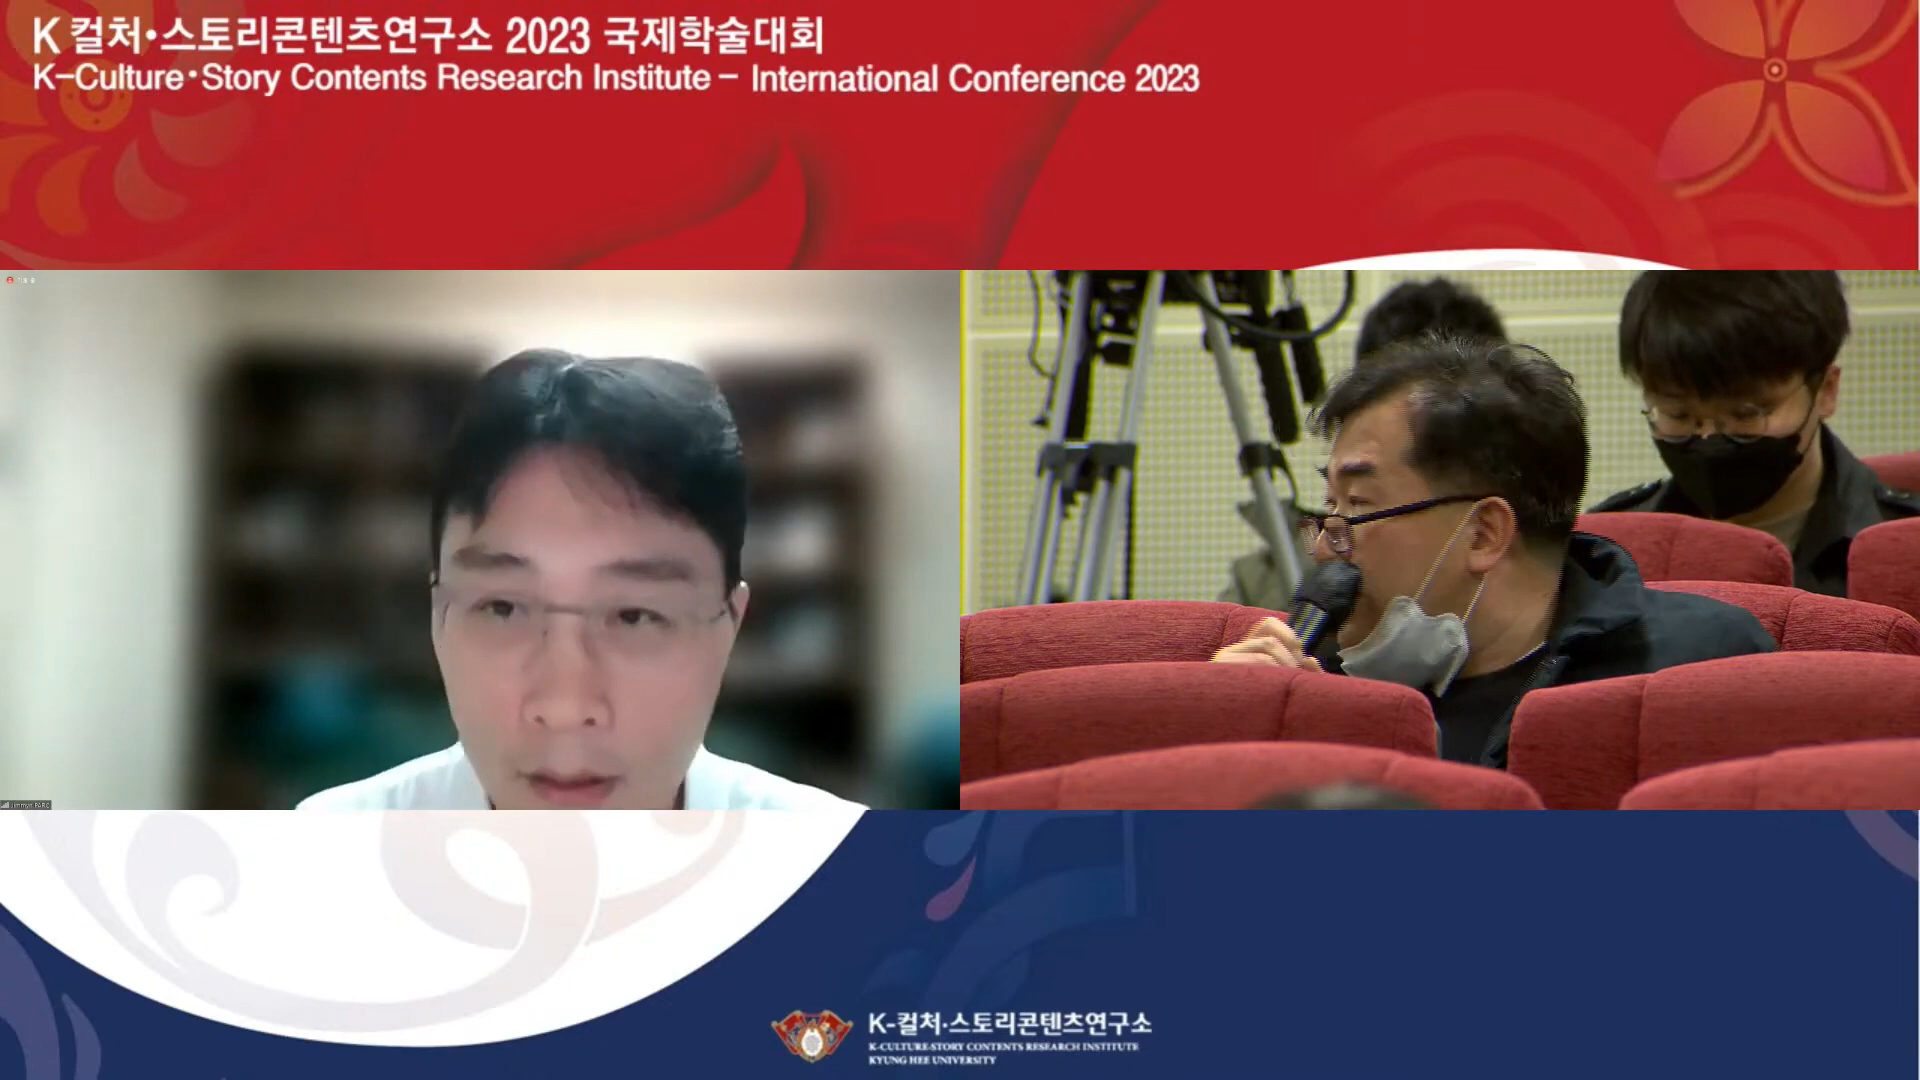 K 컬처•스토리콘텐츠연구소 2023 국제학술대회
K-Culture•Story Contents Research Institute - International Conference 2023
K-컬처·스토리콘텐츠연구소
K-CULTURE·STORY CONTENTS RESEARCH INSTITUTE
KYUNG HEE UNIVERSITY